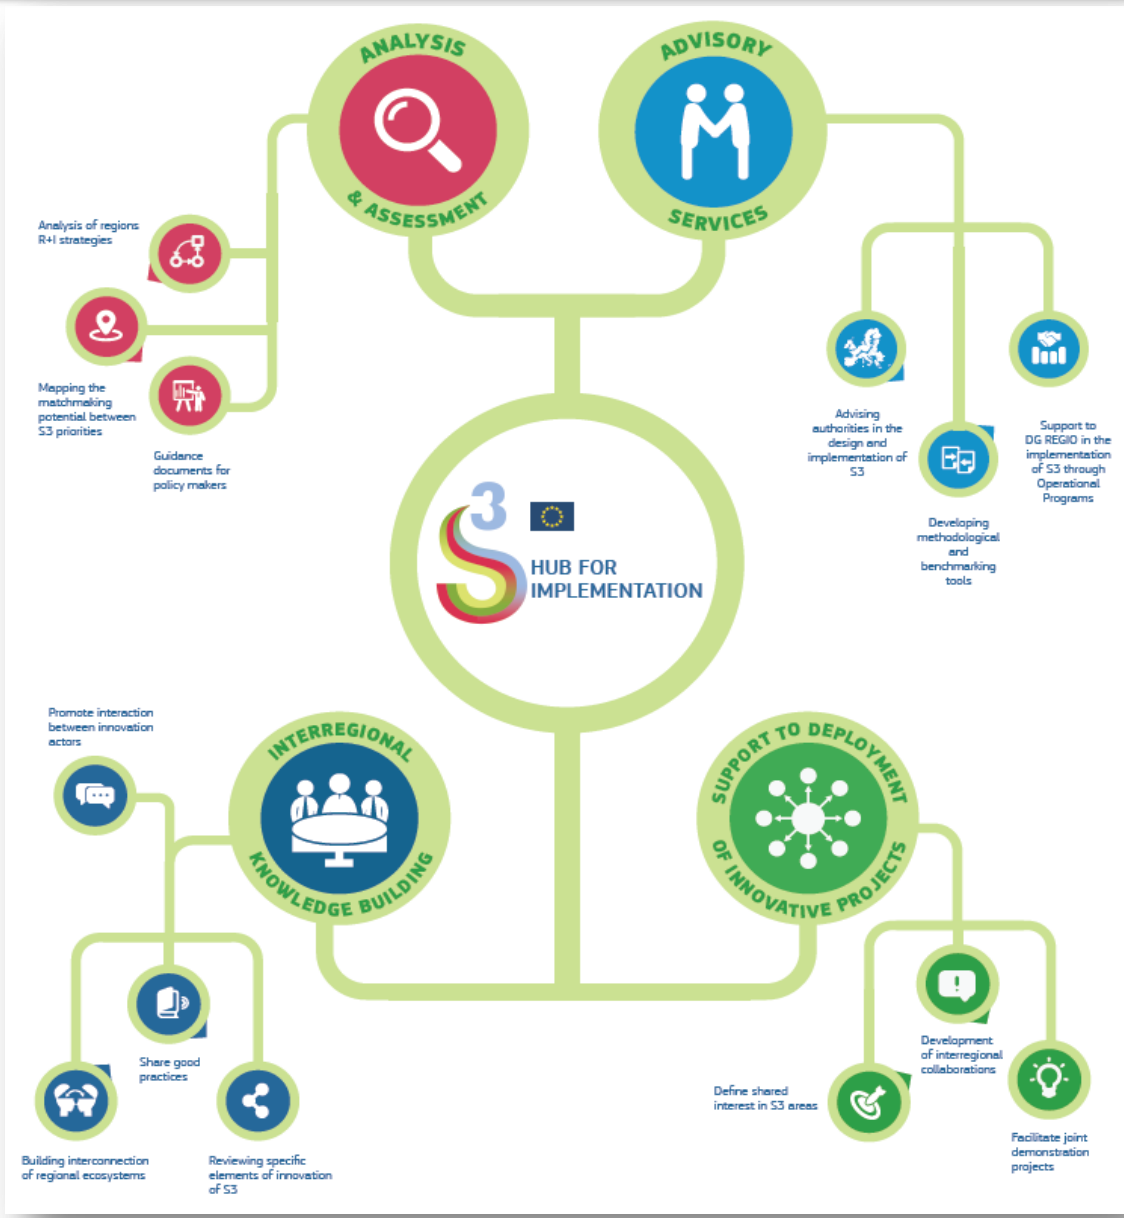 ANALYSIS
& ASSESSMENT
ADVISORY
SERVICES
Analysis of regions
R+I strategies
Mapping the
matchmaking
potential between
S3 priorities
Guidance
documents for
policy makers
Advising
authorities in the
design and
implementation of
S3
Developing
methodological
and
benchmarking
tools
Support to
DG REGIO in the
implementation
of S3 through
Operational
Programs
S3
HUB FOR
IMPLEMENTATION
INTERREGIONAL
KNOWLEDGE BUILDING
SUPPORT TO DEPLOYMENT
OF INNOVATIVE PROJECTS
Promote interaction
between innovation
actors
Share good
practices
Building interconnection
of regional ecosystems
Reviewing specific
elements of innovation
of S3
Development
of interregional
collaborations
Define shared
interest in S3 areas
Facilitate joint
demonstration
projects